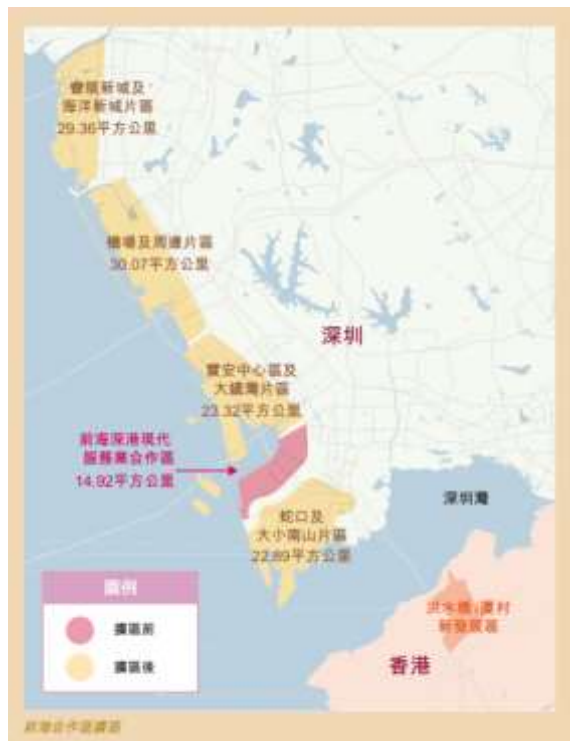 會展新城及
海洋新城片區
29.36平方公里
機場及周邊片區
30.07平方公里
深圳
寶安中心區及
大鏟灣片區
23.32平方公里
前海深港現代
服務業合作區
14.92平方公里
深圳灣
蛇口及
大小南山片區
22.89平方公里
圖例
擴區前
擴區後
洪水橋/厦村
新發展區
香港
前海合作區擴區